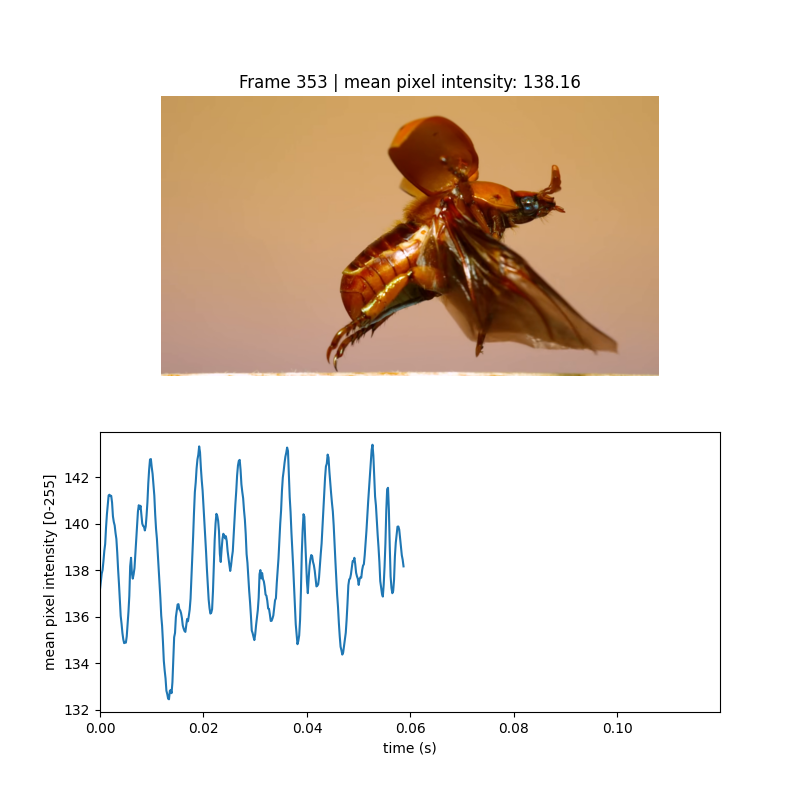 Frame 353 | mean pixel intensity: 138.16
mean pixel intensity [0-255]
142
140
138
136
134
132
0.00 0.02 0.04 0.06 0.08 0.10
time (s)